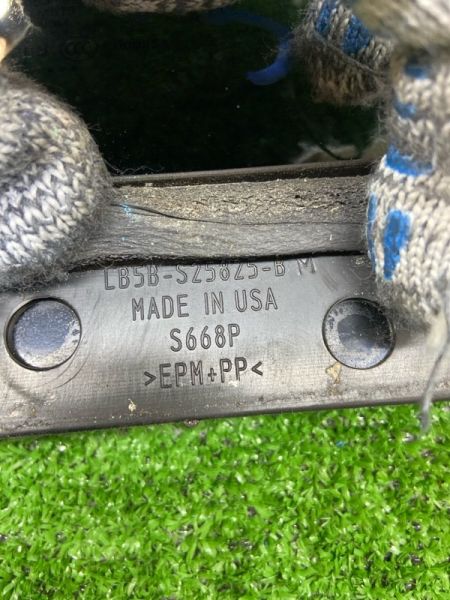 LB5B-S25825-B M
MADE IN USA
S668P
>EPM+PP<